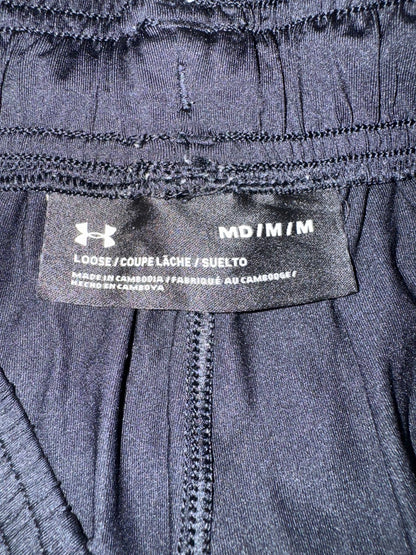 MD/M/M
LOOSE/COUPE LÂCHE/SUELTO
MADE IN CAMBODIA/FABRIQUÉ AU CAMBODGE/
HECHO EN CAMBOYA